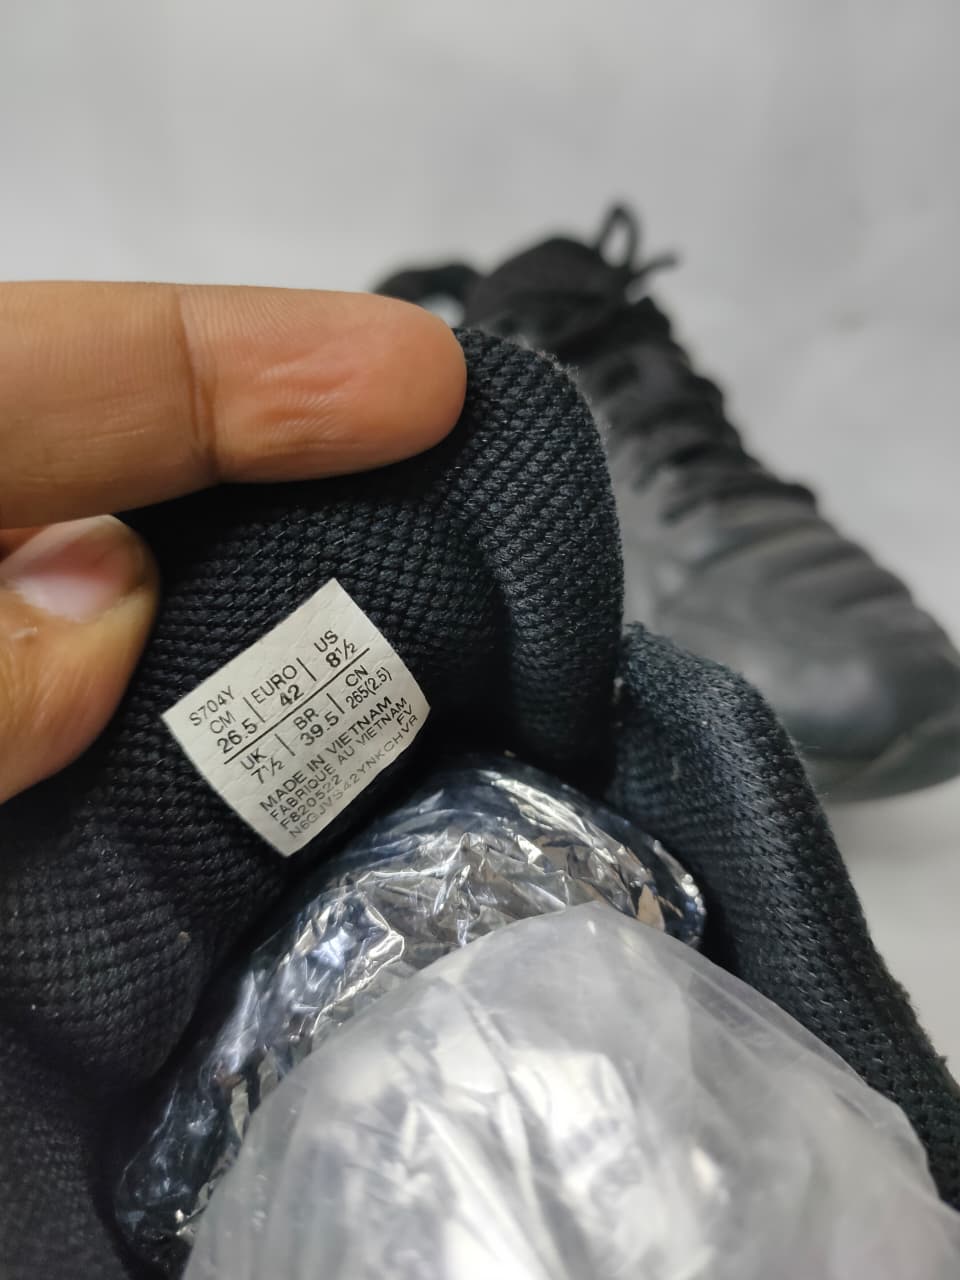 S704Y
CM EURO US
26.5 42 8½
UK BR CN
7½ 39.5 265(2.5)
MADE IN VIETNAM
FABRIQUE AU VIETNAM
F820522 FV
N6GJVS42YNKCHVR